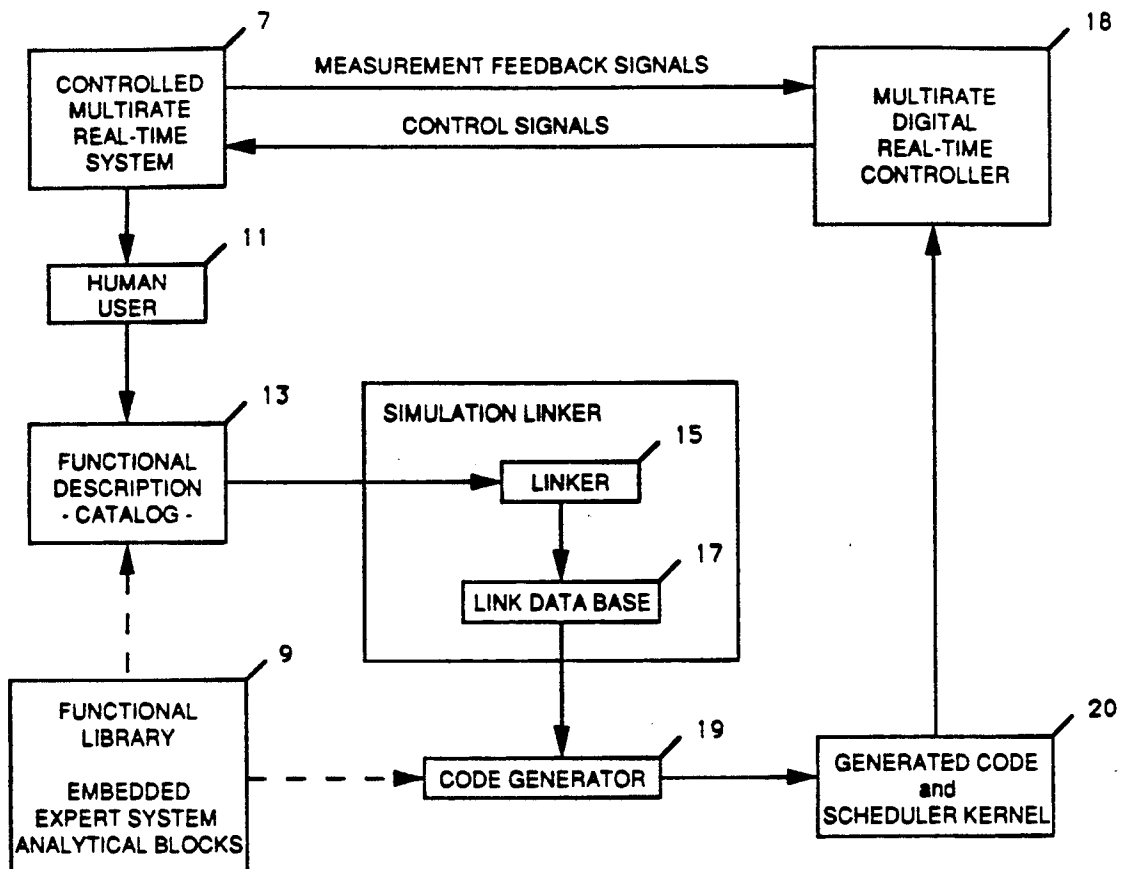 7
18
CONTROLLED
MULTIRATE
REAL-TIME
SYSTEM
MEASUREMENT FEEDBACK SIGNALS
CONTROL SIGNALS
MULTIRATE
DIGITAL
REAL-TIME
CONTROLLER
11
HUMAN
USER
13
FUNCTIONAL
DESCRIPTION
- CATALOG -
SIMULATION LINKER
15
LINKER
17
LINK DATA BASE
9
FUNCTIONAL
LIBRARY
EMBEDDED
EXPERT SYSTEM
ANALYTICAL BLOCKS
19
CODE GENERATOR
20
GENERATED CODE
and
SCHEDULER KERNEL